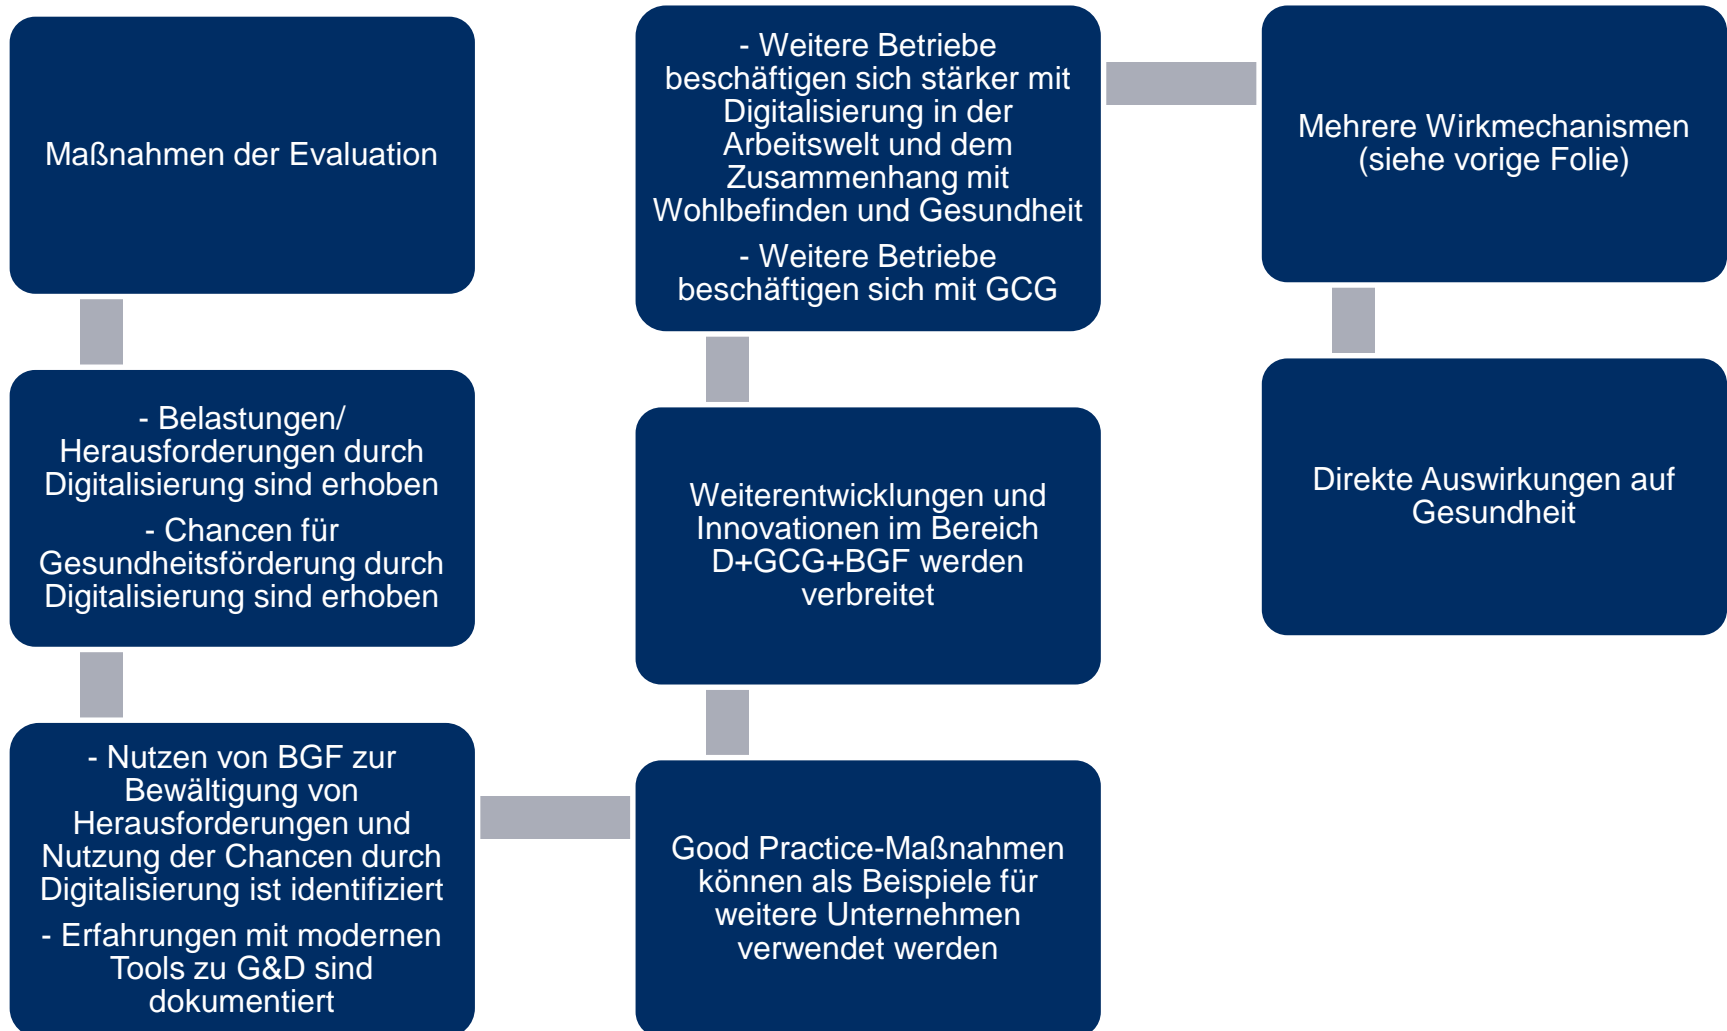 Maßnahmen der Evaluation
- Belastungen/
Herausforderungen durch
Digitalisierung sind erhoben
- Chancen für
Gesundheitsförderung durch
Digitalisierung sind erhoben
- Nutzen von BGF zur
Bewältigung von
Herausforderungen und
Nutzung der Chancen durch
Digitalisierung ist identifiziert
- Erfahrungen mit modernen
Tools zu G&D sind
dokumentiert
Good Practice-Maßnahmen
können als Beispiele für
weitere Unternehmen
verwendet werden
Weiterentwicklungen und
Innovationen im Bereich
D+GCG+BGF werden
verbreitet
- Weitere Betriebe
beschäftigen sich stärker mit
Digitalisierung in der
Arbeitswelt und dem
Zusammenhang mit
Wohlbefinden und Gesundheit
- Weitere Betriebe
beschäftigen sich mit GCG
Mehrere Wirkmechanismen
(siehe vorige Folie)
Direkte Auswirkungen auf
Gesundheit